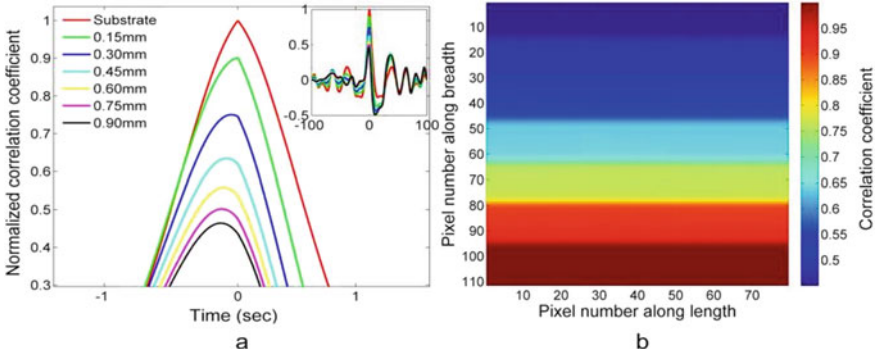 Substrate
0.15mm
0.30mm
0.45mm
0.60mm
0.75mm
0.90mm
Normalized correlation coefficient
1
0.9
0.8
0.7
0.6
0.5
0.4
0.3
-1 0 1
Time (sec)
a
1
0.5
0
-0.5
-100 0 100
Pixel number along breadth
10
20
30
40
50
60
70
80
90
100
110
10 20 30 40 50 60 70
Pixel number along length
b
0.95
0.9
0.85
0.8
0.75
0.7
0.65
0.6
0.55
0.5
Correlation coefficient